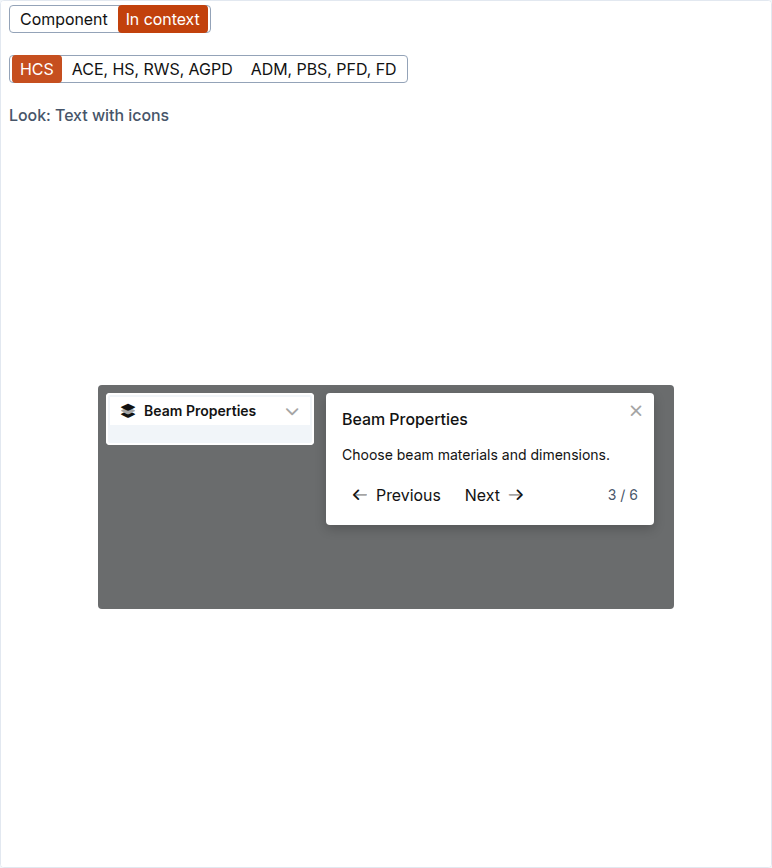 Component In context
HCS ACE, HS, RWS, AGPD ADM, PBS, PFD, FD
Look: Text with icons
Beam Properties
Beam Properties
Choose beam materials and dimensions.
Previous Next 3 / 6